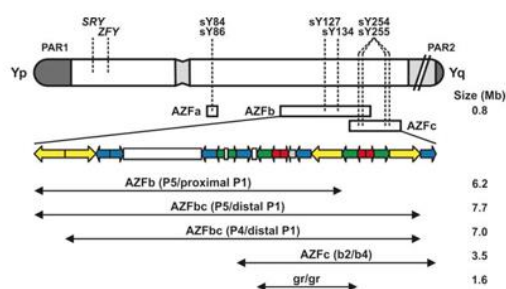 SRY
ZFY
sY84
sY86
sY127
sY134
sY254
sY255
PAR1
PAR2
Yp
Yq
Size (Mb)
AZFa
AZFb
0.8
AZFc
AZFb (P5/proximal P1)
6.2
AZFbc (P5/distal P1)
7.7
AZFbc (P4/distal P1)
7.0
AZFc (b2/b4)
3.5
gr/gr
1.6